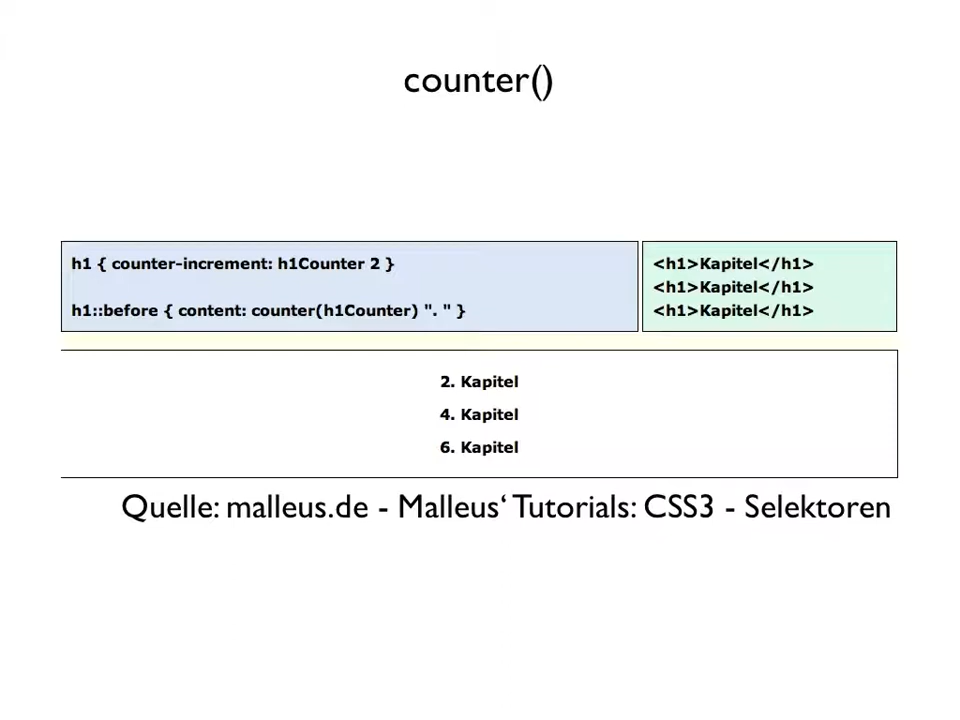 counter()
h1 { counter-increment: h1Counter 2 }
h1::before { content: counter(h1Counter) ". " }
<h1>Kapitel</h1>
<h1>Kapitel</h1>
<h1>Kapitel</h1>
2. Kapitel
4. Kapitel
6. Kapitel
Quelle: malleus.de - Malleus‘ Tutorials: CSS3 - Selektoren